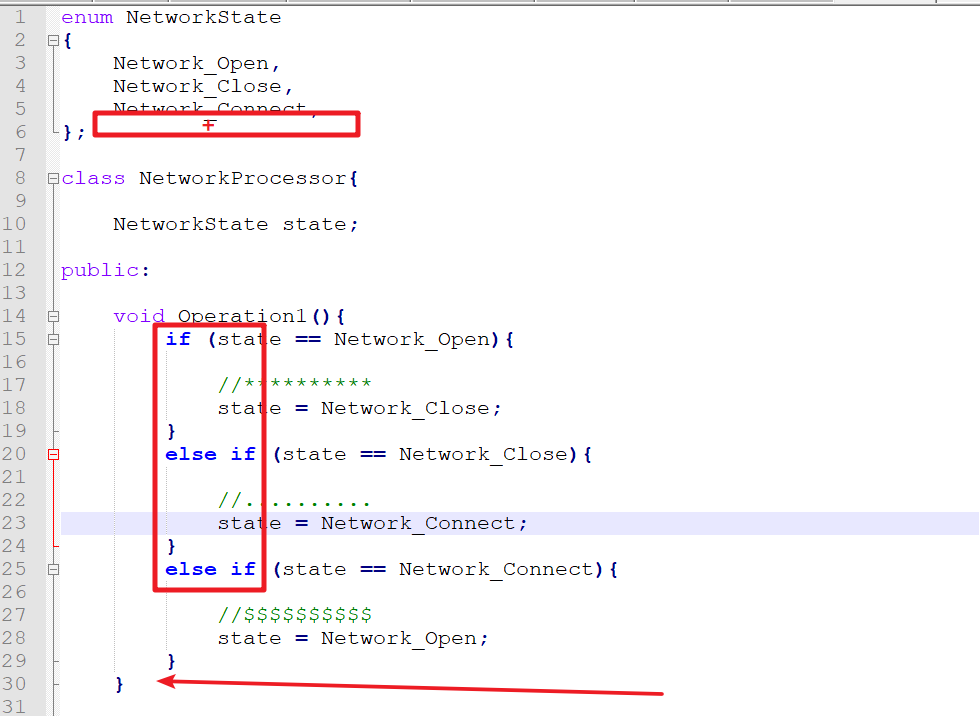 1 enum NetworkState
2 {
3 Network_Open,
4 Network_Close,
5 Network_Connect,
6 };
7
8 class NetworkProcessor{
9
10 NetworkState state;
11
12 public:
13
14 void Operation1(){
15 if (state == Network_Open){
16
17 //**********
18 state = Network_Close;
19 }
20 else if (state == Network_Close){
21
22 //..........
23 state = Network_Connect;
24 }
25 else if (state == Network_Connect){
26
27 //$$$$$$$$$$
28 state = Network_Open;
29 }
30 }
31